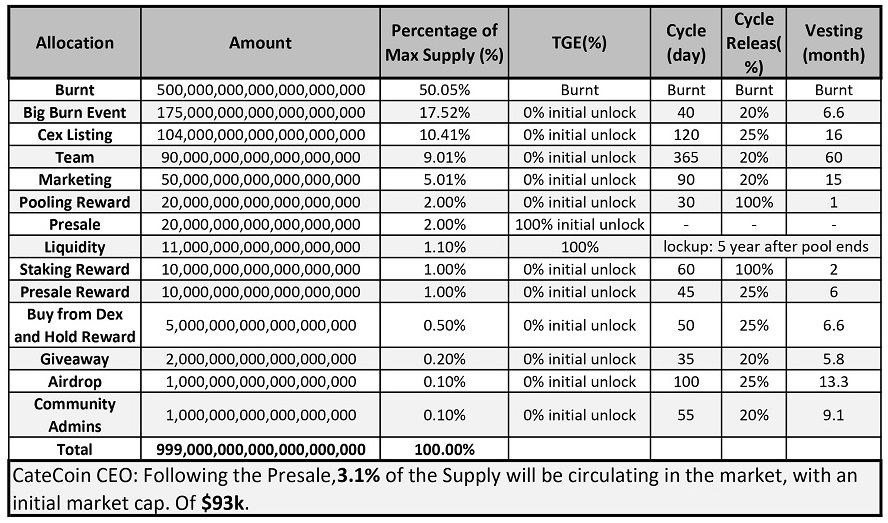 Allocation Amount Percentage of Max Supply (%) TGE(%) Cycle (day) Cycle Releas( %) Vesting (month)
Burnt 500,000,000,000,000,000,000 50.05% Burnt Burnt Burnt Burnt
Big Burn Event 175,000,000,000,000,000,000 17.52% 0% initial unlock 40 20% 6.6
Cex Listing 104,000,000,000,000,000,000 10.41% 0% initial unlock 120 25% 16
Team 90,000,000,000,000,000,000 9.01% 0% initial unlock 365 20% 60
Marketing 50,000,000,000,000,000,000 5.01% 0% initial unlock 90 20% 15
Pooling Reward 20,000,000,000,000,000,000 2.00% 0% initial unlock 30 100% 1
Presale 20,000,000,000,000,000,000 2.00% 100% initial unlock - - -
Liquidity 11,000,000,000,000,000,000 1.10% 100% lockup: 5 year after pool ends
Staking Reward 10,000,000,000,000,000,000 1.00% 0% initial unlock 60 100% 2
Presale Reward 10,000,000,000,000,000,000 1.00% 0% initial unlock 45 25% 6
Buy from Dex and Hold Reward 5,000,000,000,000,000,000 0.50% 0% initial unlock 50 25% 6.6
Giveaway 2,000,000,000,000,000,000 0.20% 0% initial unlock 35 20% 5.8
Airdrop 1,000,000,000,000,000,000 0.10% 0% initial unlock 100 25% 13.3
Community Admins 1,000,000,000,000,000,000 0.10% 0% initial unlock 55 20% 9.1
Total 999,000,000,000,000,000,000 100.00%
CateCoin CEO: Following the Presale,3.1% of the Supply will be circulating in the market, with an
initial market cap. Of $93k.